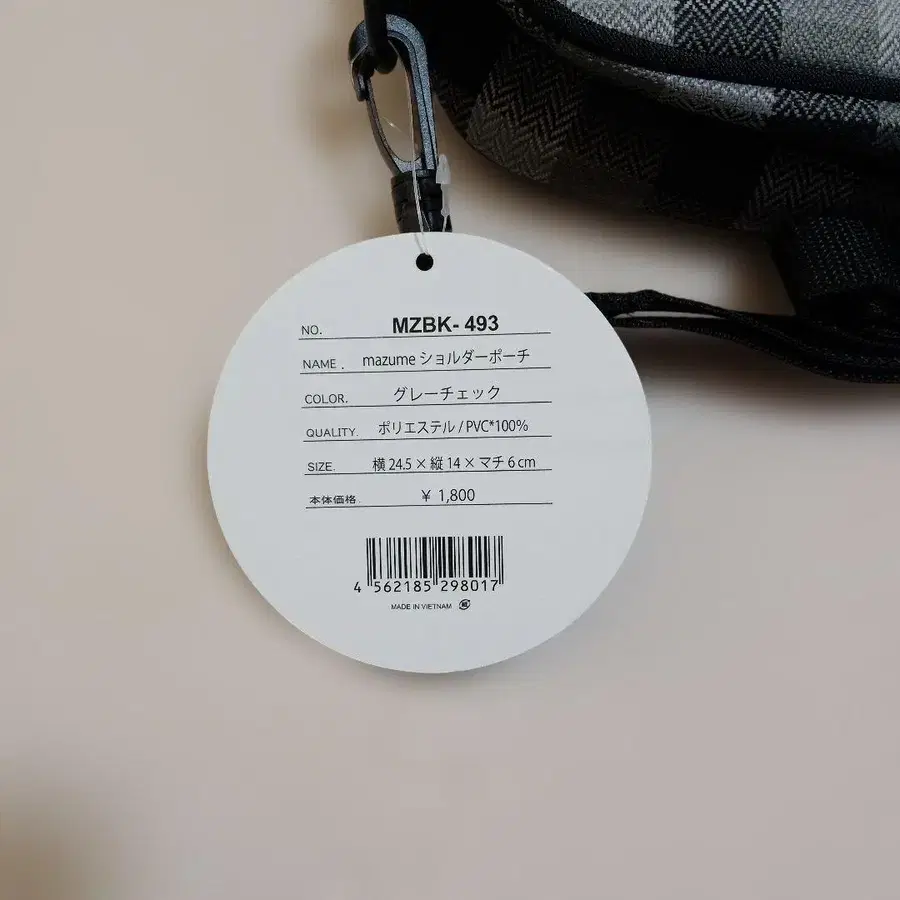 NO. MZBK- 493
NAME. mazume ショルダーポーチ
COLOR. グレーチェック
QUALITY. ポリエステル / PVC*100%
SIZE. 横 24.5 × 縦 14 × マチ 6 cm
本体価格. ¥ 1,800
4 562185 298017
MADE IN VIETNAM